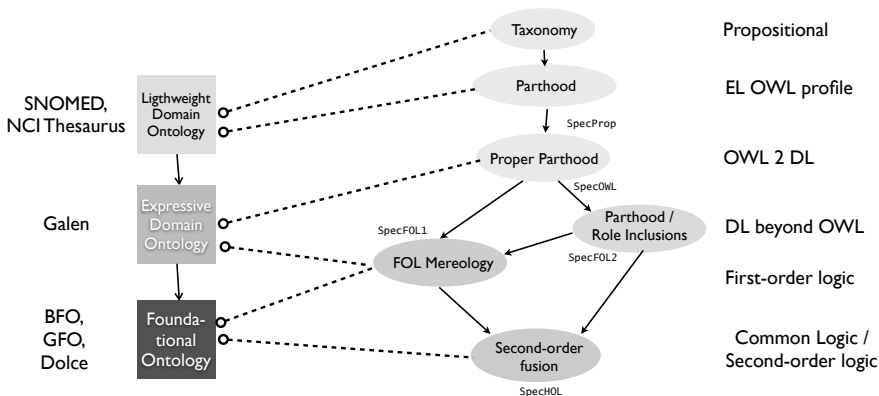 Taxonomy
Propositional
SNOMED,
NCI Thesaurus
Ligthweight
Domain
Ontology
Parthood
EL OWL profile
SpecProp
Proper Parthood
OWL 2 DL
SpecOWL
Galen
Expressive
Domain
Ontology
SpecFOL1
Parthood /
Role Inclusions
DL beyond OWL
SpecFOL2
FOL Mereology
First-order logic
BFO,
GFO,
Dolce
Founda-
tional
Ontology
Second-order
fusion
Common Logic /
Second-order logic
SpecHOL